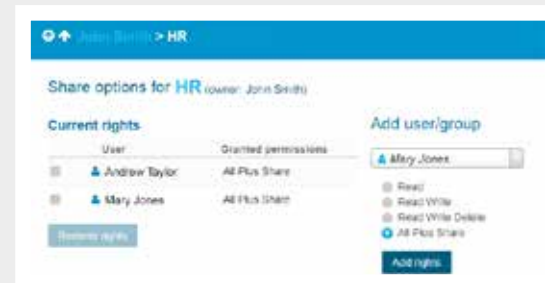 John Smith > HR
Share options for HR (owner: John Smith)
Current rights
User Granted permissions
Andrew Taylor All Plus Share
Mary Jones All Plus Share
Remove rights
Add user/group
Mary Jones
Read
Read Write
Read Write Delete
All Plus Share
Add rights